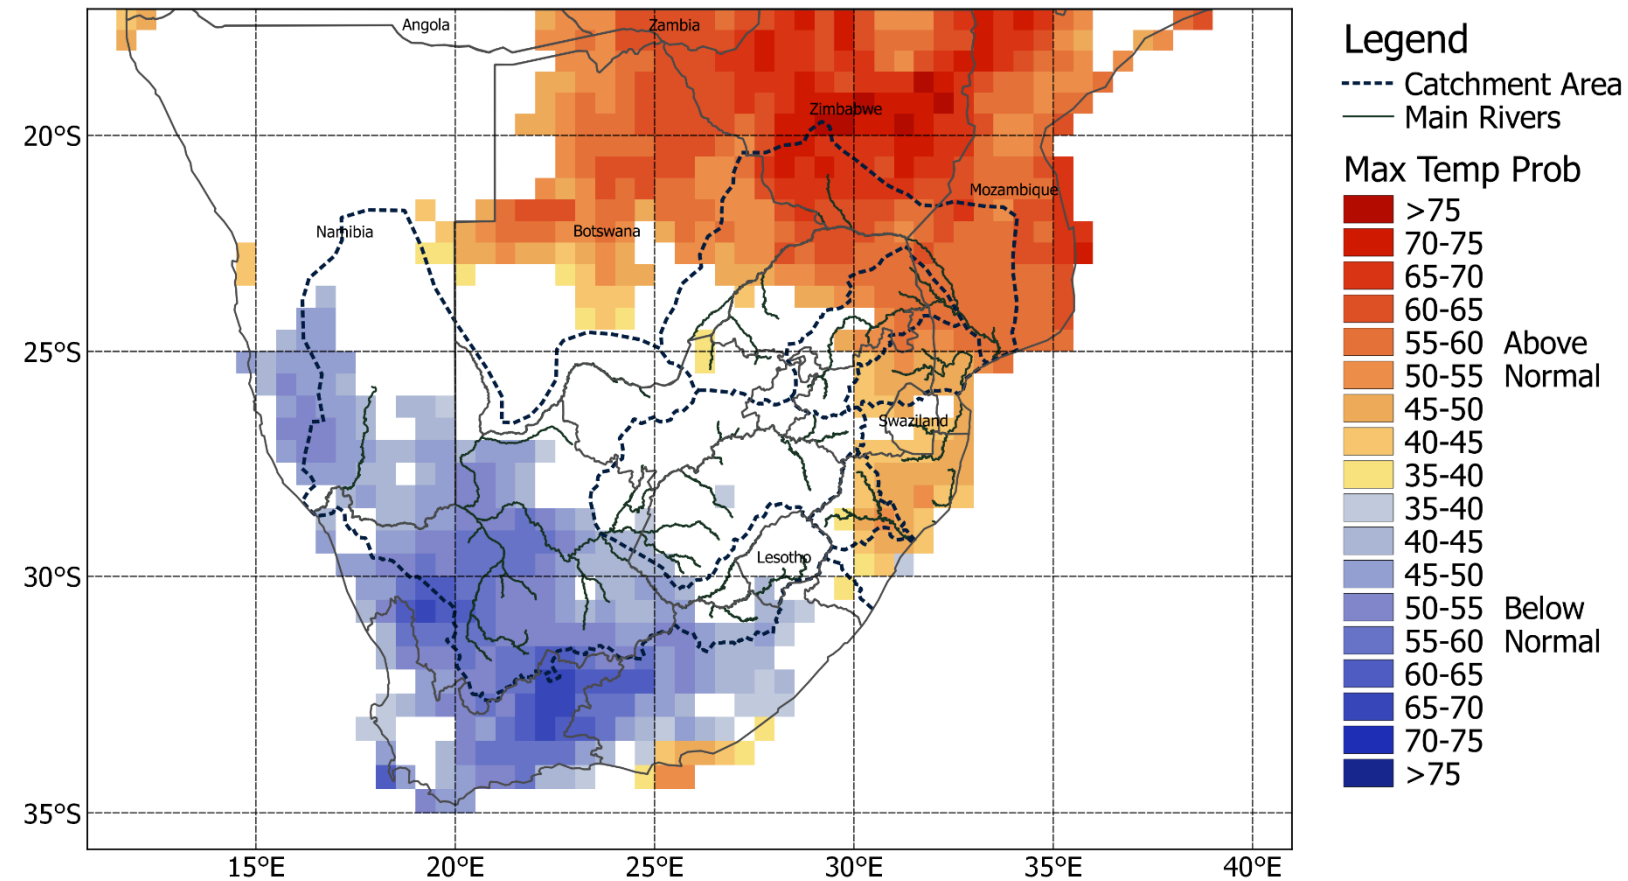 Angola
Zambia
Zimbabwe
Mozambique
Namibia
Botswana
Swaziland
Lesotho
20°S
25°S
30°S
35°S
15°E
20°E
25°E
30°E
35°E
40°E
Legend
Catchment Area
Main Rivers
Max Temp Prob
>75
70-75
65-70
60-65
55-60 Above
50-55 Normal
45-50
40-45
35-40
35-40
40-45
45-50
50-55 Below
55-60 Normal
60-65
65-70
70-75
>75